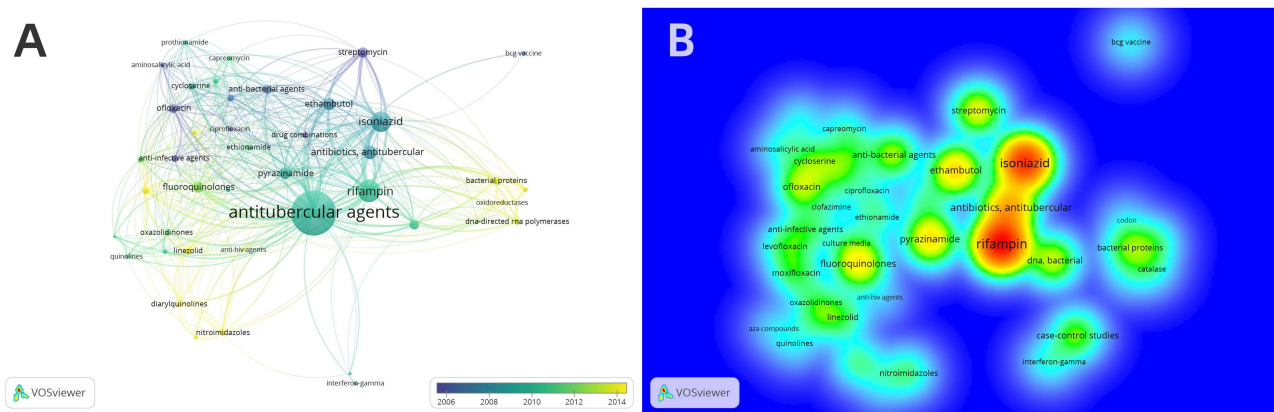 A
prothionamide
streptomycin
bcg vaccine
capreomycin
aminosalicylic acid
cycloserine
anti-bacterial agents
ethambutol
ofloxacin
isoniazid
ciprofloxacin
drug combinations
ethionamide
antibiotics, antitubercular
anti-infective agents
pyrazinamide
fluoroquinolones
rifampin
bacterial proteins
antitubercular agents
oxidoreductases
dna-directed rna polymerases
oxazolidinones
linezolid
anti-hiv agents
quinolines
diarylquinolines
nitroimidazoles
interferon-gamma
VOSviewer
2006 2008 2010 2012 2014
B
bcg vaccine
streptomycin
capreomycin
aminosalicylic acid
anti-bacterial agents
cycloserine
isoniazid
ethambutol
ofloxacin
ciprofloxacin
clofazimine
antibiotics, antitubercular
ethionamide
codon
anti-infective agents
pyrazinamide
rifampin
levofloxacin
culture media
bacterial proteins
fluoroquinolones
dna, bacterial
moxifloxacin
catalase
anti-hiv agents
oxazolidinones
linezolid
aza compounds
case-control studies
quinolines
interferon-gamma
nitroimidazoles
VOSviewer